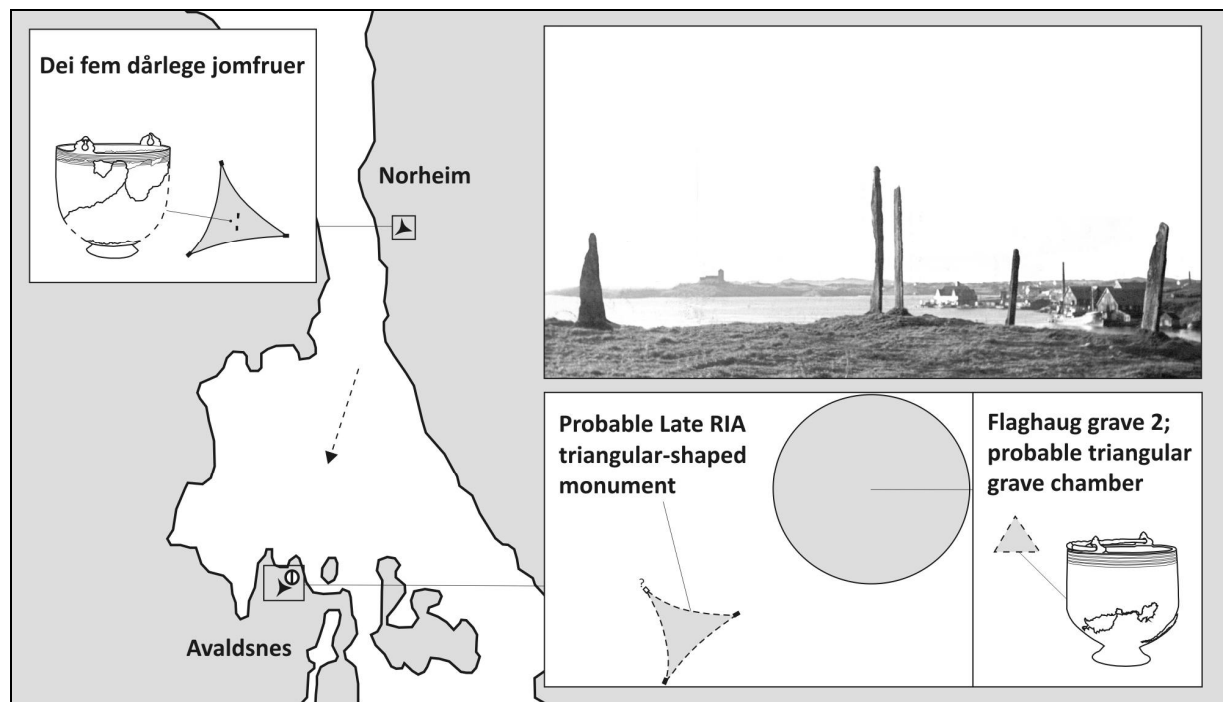 Dei fem dårlege jomfruer
Norheim
Avaldsnes
Probable Late RIA
triangular-shaped
monument
?
Flaghaug grave 2;
probable triangular
grave chamber